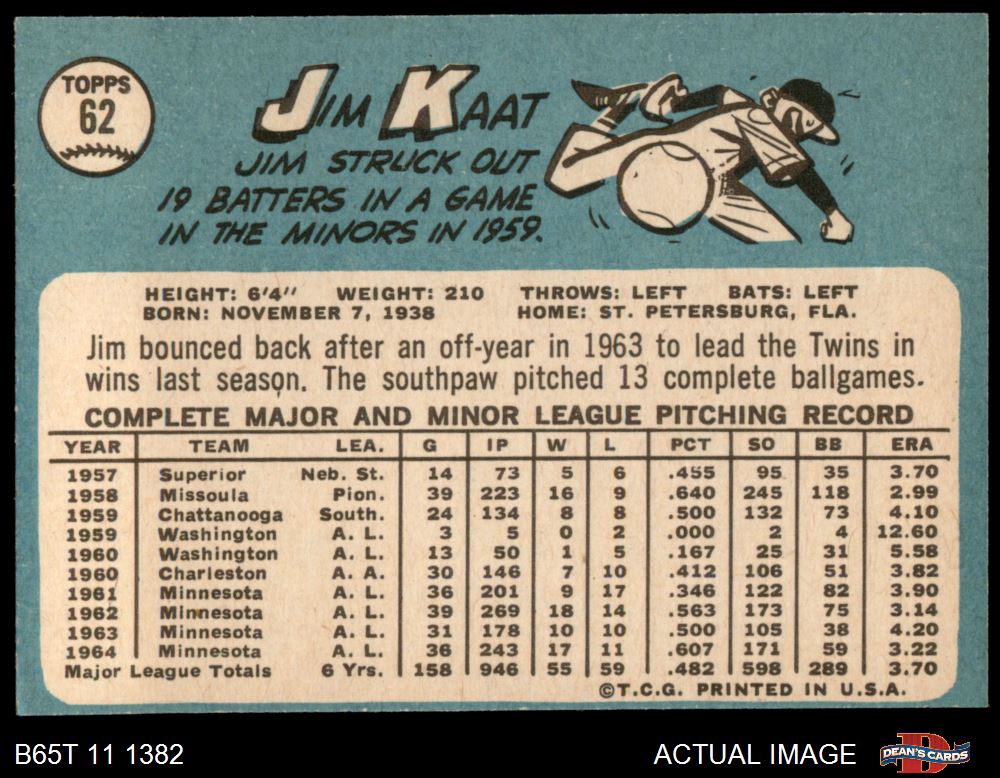 TOPPS
62
JIM KAAT
JIM STRUCK OUT
19 BATTERS IN A GAME
IN THE MINORS IN 1959.
HEIGHT: 6'4" WEIGHT: 210 THROWS: LEFT BATS: LEFT
BORN: NOVEMBER 7, 1938 HOME: ST. PETERSBURG, FLA.
Jim bounced back after an off-year in 1963 to lead the Twins in
wins last season. The southpaw pitched 13 complete ballgames.
COMPLETE MAJOR AND MINOR LEAGUE PITCHING RECORD
YEAR TEAM LEA. G IP W L PCT SO BB ERA
1957 Superior Neb. St. 14 73 5 6 .455 95 35 3.70
1958 Missoula Pion. 39 223 16 9 .640 245 118 2.99
1959 Chattanooga South. 24 134 8 8 .500 132 73 4.10
1959 Washington A. L. 3 5 0 2 .000 2 4 12.60
1960 Washington A. L. 13 50 1 5 .167 25 31 5.58
1960 Charleston A. A. 30 146 7 10 .412 106 51 3.82
1961 Minnesota A. L. 36 201 9 17 .346 122 82 3.90
1962 Minnesota A. L. 39 269 18 14 .563 173 75 3.14
1963 Minnesota A. L. 31 178 10 10 .500 105 38 4.20
1964 Minnesota A. L. 36 243 17 11 .607 171 59 3.22
Major League Totals 6 Yrs. 158 946 55 59 .482 598 289 3.70
©T.C.G. PRINTED IN U.S.A.
B65T 11 1382 ACTUAL IMAGE DEAN'S CARDS